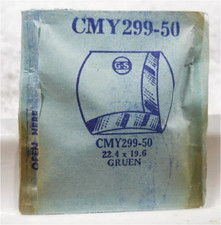 CMY299-50
GS
CMY299-50
22.4 x 19.6
GRUEN
OPEN HERE